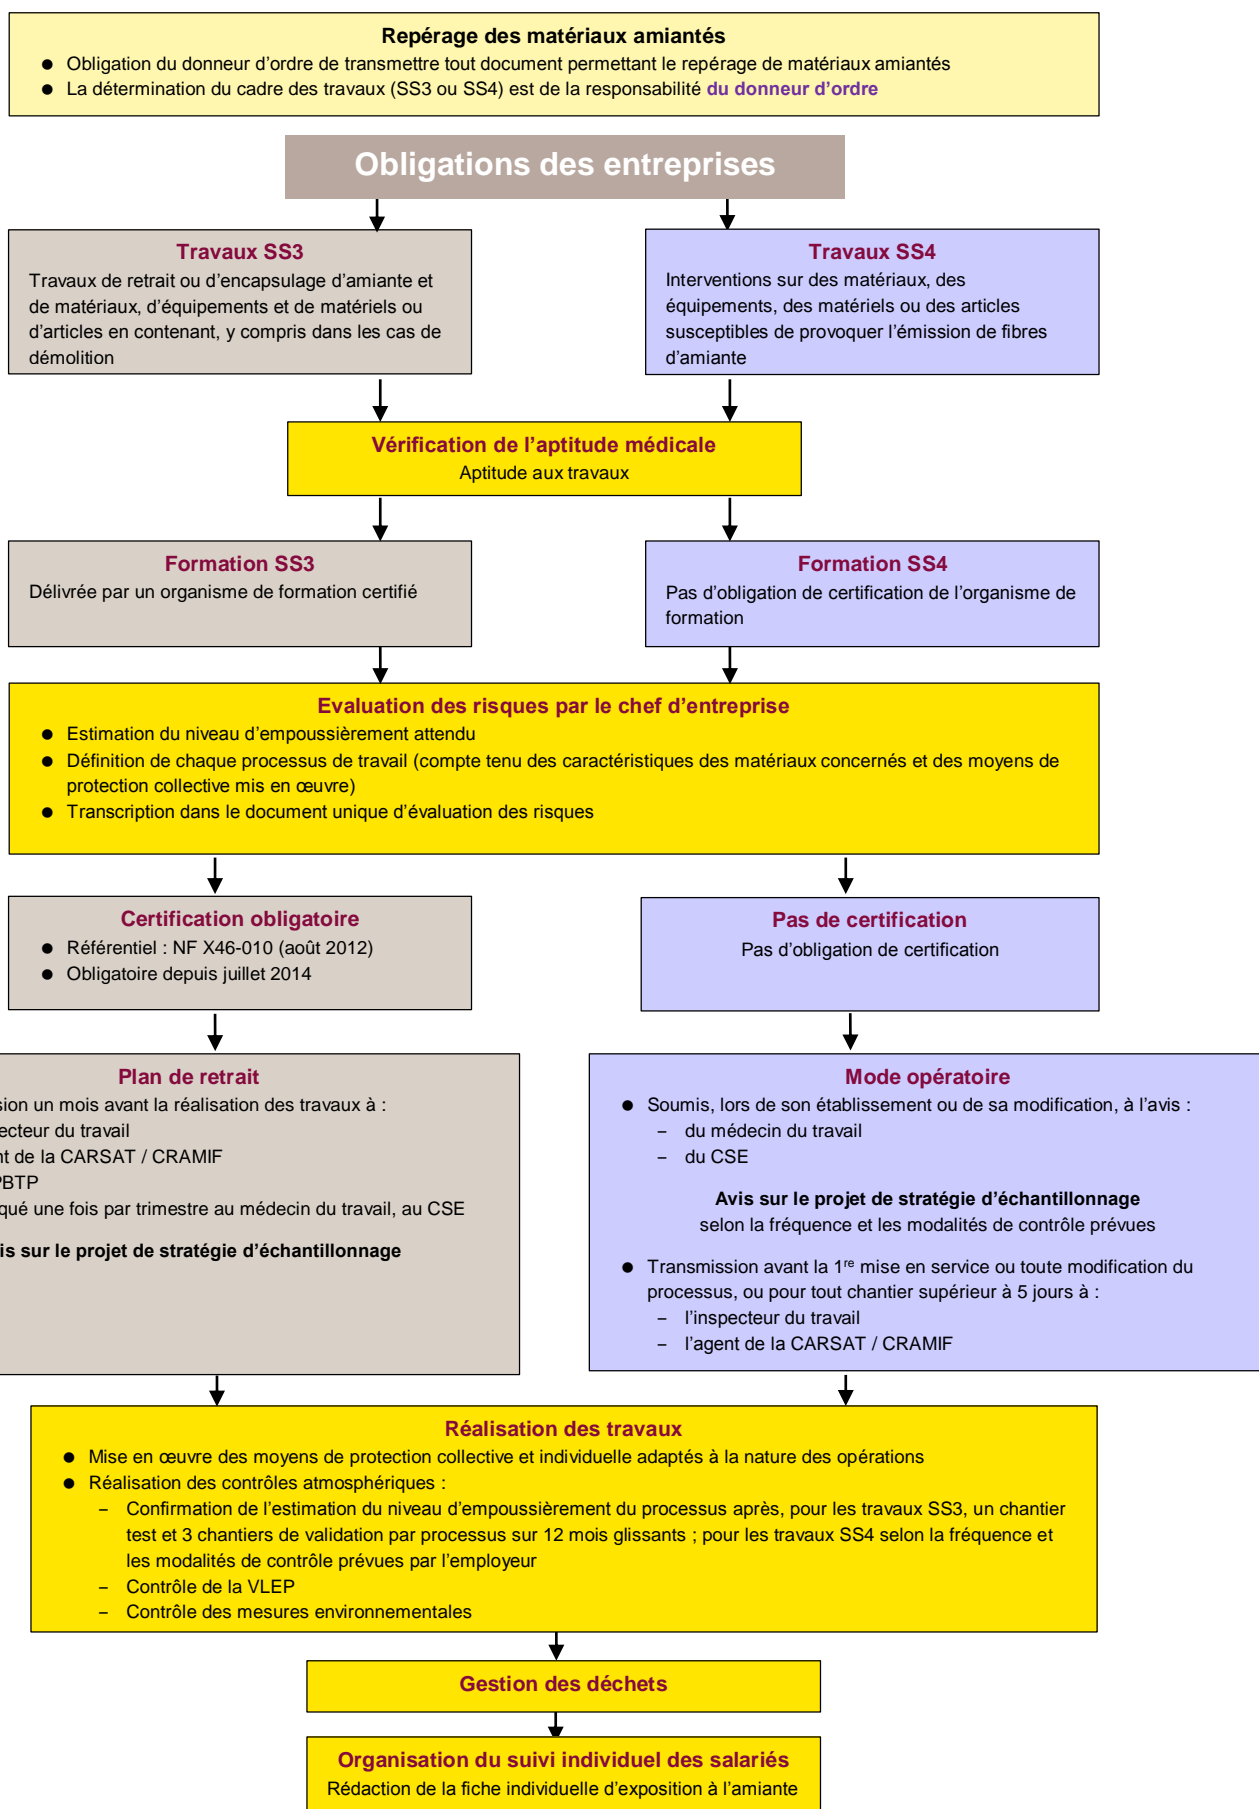 Repérage des matériaux amiantés
● Obligation du donneur d’ordre de transmettre tout document permettant le repérage de matériaux amiantés
● La détermination du cadre des travaux (SS3 ou SS4) est de la responsabilité du donneur d’ordre
Obligations des entreprises
Travaux SS3
Travaux de retrait ou d’encapsulage d’amiante et
de matériaux, d’équipements et de matériels ou
d’articles en contenant, y compris dans les cas de
démolition
Travaux SS4
Interventions sur des matériaux, des
équipements, des matériels ou des articles
susceptibles de provoquer l’émission de fibres
d’amiante
Vérification de l’aptitude médicale
Aptitude aux travaux
Formation SS3
Délivrée par un organisme de formation certifié
Formation SS4
Pas d’obligation de certification de l’organisme de
formation
Evaluation des risques par le chef d’entreprise
● Estimation du niveau d’empoussièrement attendu
● Définition de chaque processus de travail (compte tenu des caractéristiques des matériaux concernés et des moyens de
protection collective mis en œuvre)
● Transcription dans le document unique d’évaluation des risques
Certification obligatoire
● Référentiel : NF X46-010 (août 2012)
● Obligatoire depuis juillet 2014
Pas de certification
Pas d’obligation de certification
Plan de retrait
sion un mois avant la réalisation des travaux à :
ecteur du travail
nt de la CARSAT / CRAMIF
PBTP
qué une fois par trimestre au médecin du travail, au CSE
is sur le projet de stratégie d’échantillonnage
Mode opératoire
● Soumis, lors de son établissement ou de sa modification, à l’avis :
– du médecin du travail
– du CSE
Avis sur le projet de stratégie d’échantillonnage
selon la fréquence et les modalités de contrôle prévues
● Transmission avant la 1re mise en service ou toute modification du
processus, ou pour tout chantier supérieur à 5 jours à :
– l’inspecteur du travail
– l’agent de la CARSAT / CRAMIF
Réalisation des travaux
● Mise en œuvre des moyens de protection collective et individuelle adaptés à la nature des opérations
● Réalisation des contrôles atmosphériques :
– Confirmation de l’estimation du niveau d’empoussièrement du processus après, pour les travaux SS3, un chantier
test et 3 chantiers de validation par processus sur 12 mois glissants ; pour les travaux SS4 selon la fréquence et
les modalités de contrôle prévues par l’employeur
– Contrôle de la VLEP
– Contrôle des mesures environnementales
Gestion des déchets
Organisation du suivi individuel des salariés
Rédaction de la fiche individuelle d’exposition à l’amiante